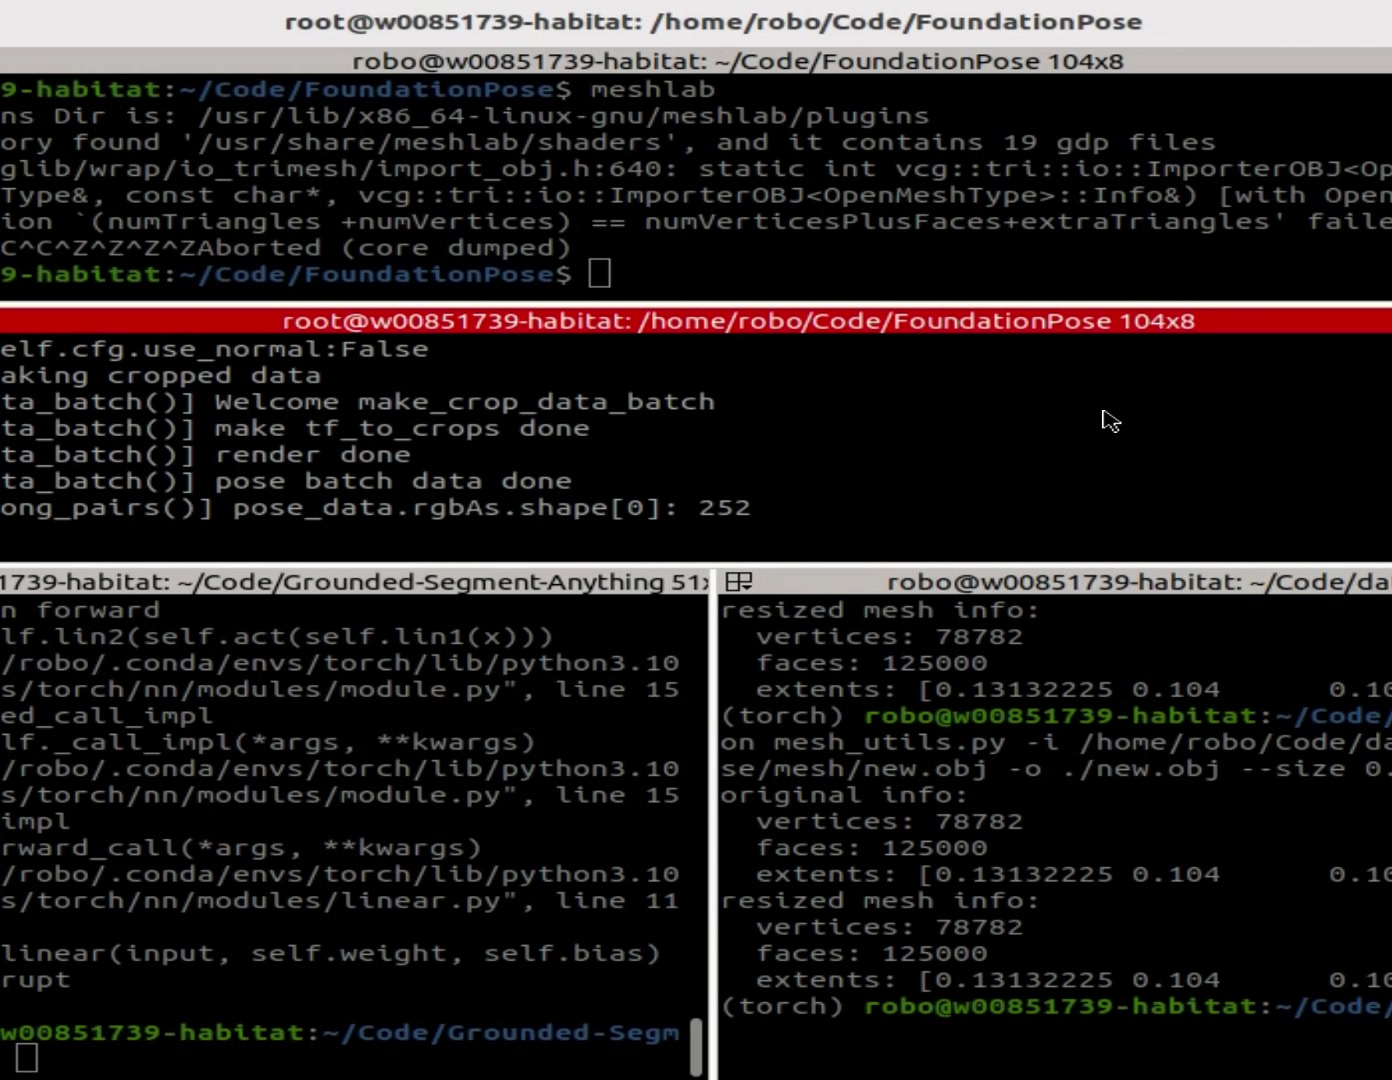 root@w00851739-habitat: /home/robo/Code/FoundationPose
robo@w00851739-habitat: ~/Code/FoundationPose 104x8
9-habitat:~/Code/FoundationPose$ meshlab
ns Dir is: /usr/lib/x86_64-linux-gnu/meshlab/plugins
ory found '/usr/share/meshlab/shaders', and it contains 19 gdp files
glib/wrap/io_trimesh/import_obj.h:640: static int vcg::tri::io::ImporterOBJ<Op
Type&, const char*, vcg::tri::io::ImporterOBJ<OpenMeshType>::Info&) [with Open
ion `(numTriangles +numVertices) == numVerticesPlusFaces+extraTriangles' faile
C^C^Z^Z^Z^ZAborted (core dumped)
9-habitat:~/Code/FoundationPose$
root@w00851739-habitat: /home/robo/Code/FoundationPose 104x8
elf.cfg.use_normal:False
aking cropped data
ta_batch()] Welcome make_crop_data_batch
ta_batch()] make tf_to_crops done
ta_batch()] render done
ta_batch()] pose batch data done
ong_pairs()] pose_data.rgbAs.shape[0]: 252
1739-habitat: ~/Code/Grounded-Segment-Anything 51x
n forward
lf.lin2(self.act(self.lin1(x)))
/robo/.conda/envs/torch/lib/python3.10
s/torch/nn/modules/module.py", line 15
ed_call_impl
lf._call_impl(*args, **kwargs)
/robo/.conda/envs/torch/lib/python3.10
s/torch/nn/modules/module.py", line 15
impl
rward_call(*args, **kwargs)
/robo/.conda/envs/torch/lib/python3.10
s/torch/nn/modules/linear.py", line 11
linear(input, self.weight, self.bias)
rupt
w00851739-habitat:~/Code/Grounded-Segm
robo@w00851739-habitat: ~/Code/da
resized mesh info:
vertices: 78782
faces: 125000
extents: [0.13132225 0.104 0.10
(torch) robo@w00851739-habitat:~/Code/
on mesh_utils.py -i /home/robo/Code/da
se/mesh/new.obj -o ./new.obj --size 0.
original info:
vertices: 78782
faces: 125000
extents: [0.13132225 0.104 0.10
resized mesh info:
vertices: 78782
faces: 125000
extents: [0.13132225 0.104 0.10
(torch) robo@w00851739-habitat:~/Code/